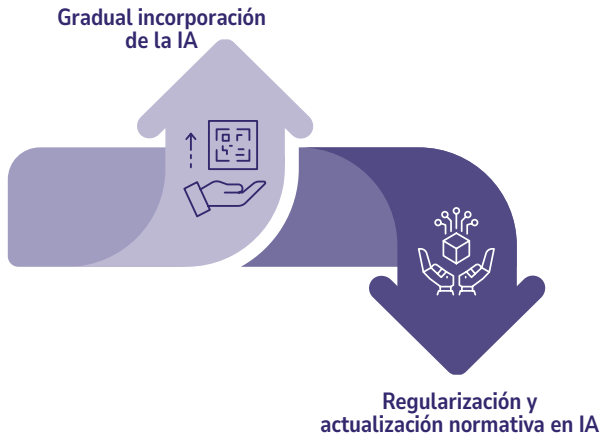 Gradual incorporación
de la IA
Regularización y
actualización normativa en IA